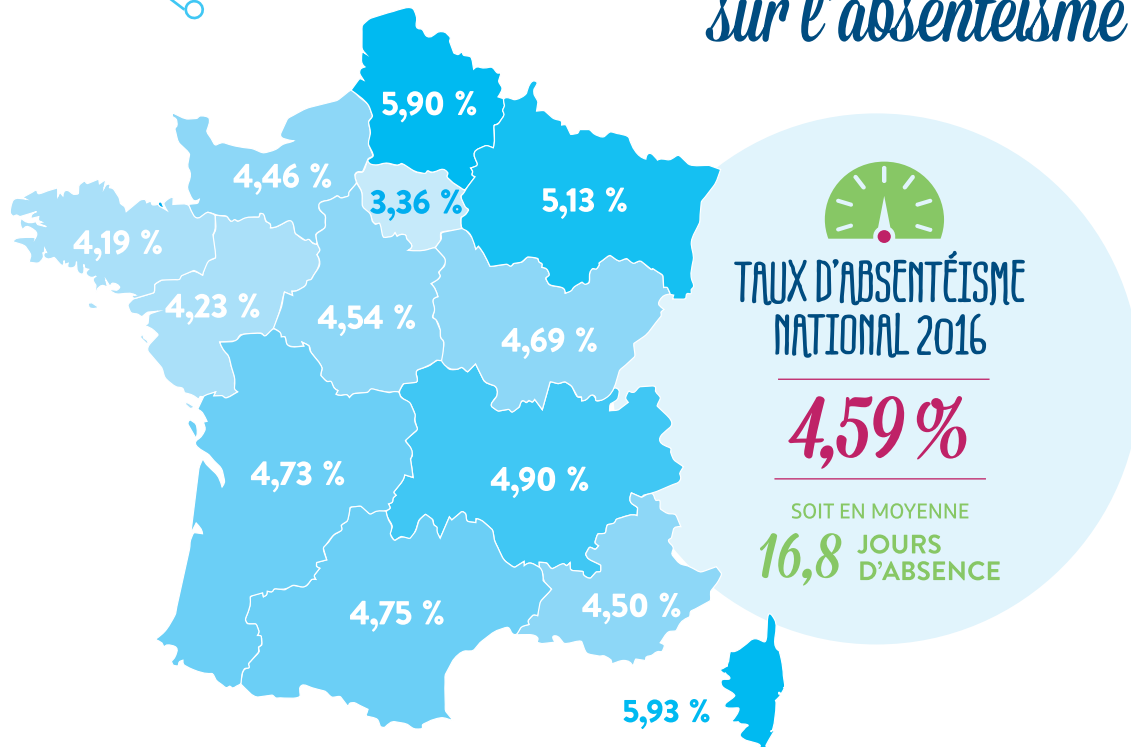 sur l'absentéisme
5,90 %
4,46 %
3,36 %
5,13 %
4,19 %
4,23 %
4,54 %
4,69 %
4,73 %
4,90 %
4,75 %
4,50 %
5,93 %
TAUX D'ABSENTÉISME
NATIONAL 2016
4,59 %
SOIT EN MOYENNE
16,8 JOURS
D'ABSENCE